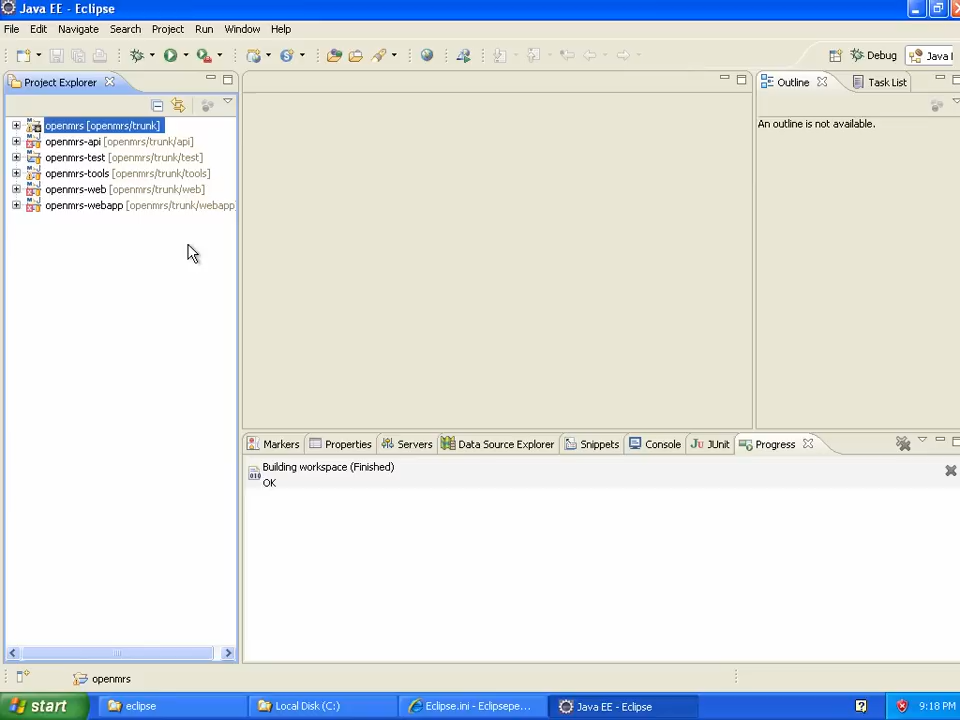 Java EE - Eclipse
File Edit Navigate Search Project Run Window Help
Debug Java
Project Explorer
Outline Task List
An outline is not available.
openmrs [openmrs/trunk]
openmrs-api [openmrs/trunk/api]
openmrs-test [openmrs/trunk/test]
openmrs-tools [openmrs/trunk/tools]
openmrs-web [openmrs/trunk/web]
openmrs-webapp [openmrs/trunk/webapp
Markers Properties Servers Data Source Explorer Snippets Console JUnit Progress
Building workspace (Finished)
OK
openmrs
start eclipse Local Disk (C:) Eclipse.ini - Eclipsepe... Java EE - Eclipse 9:18 PM